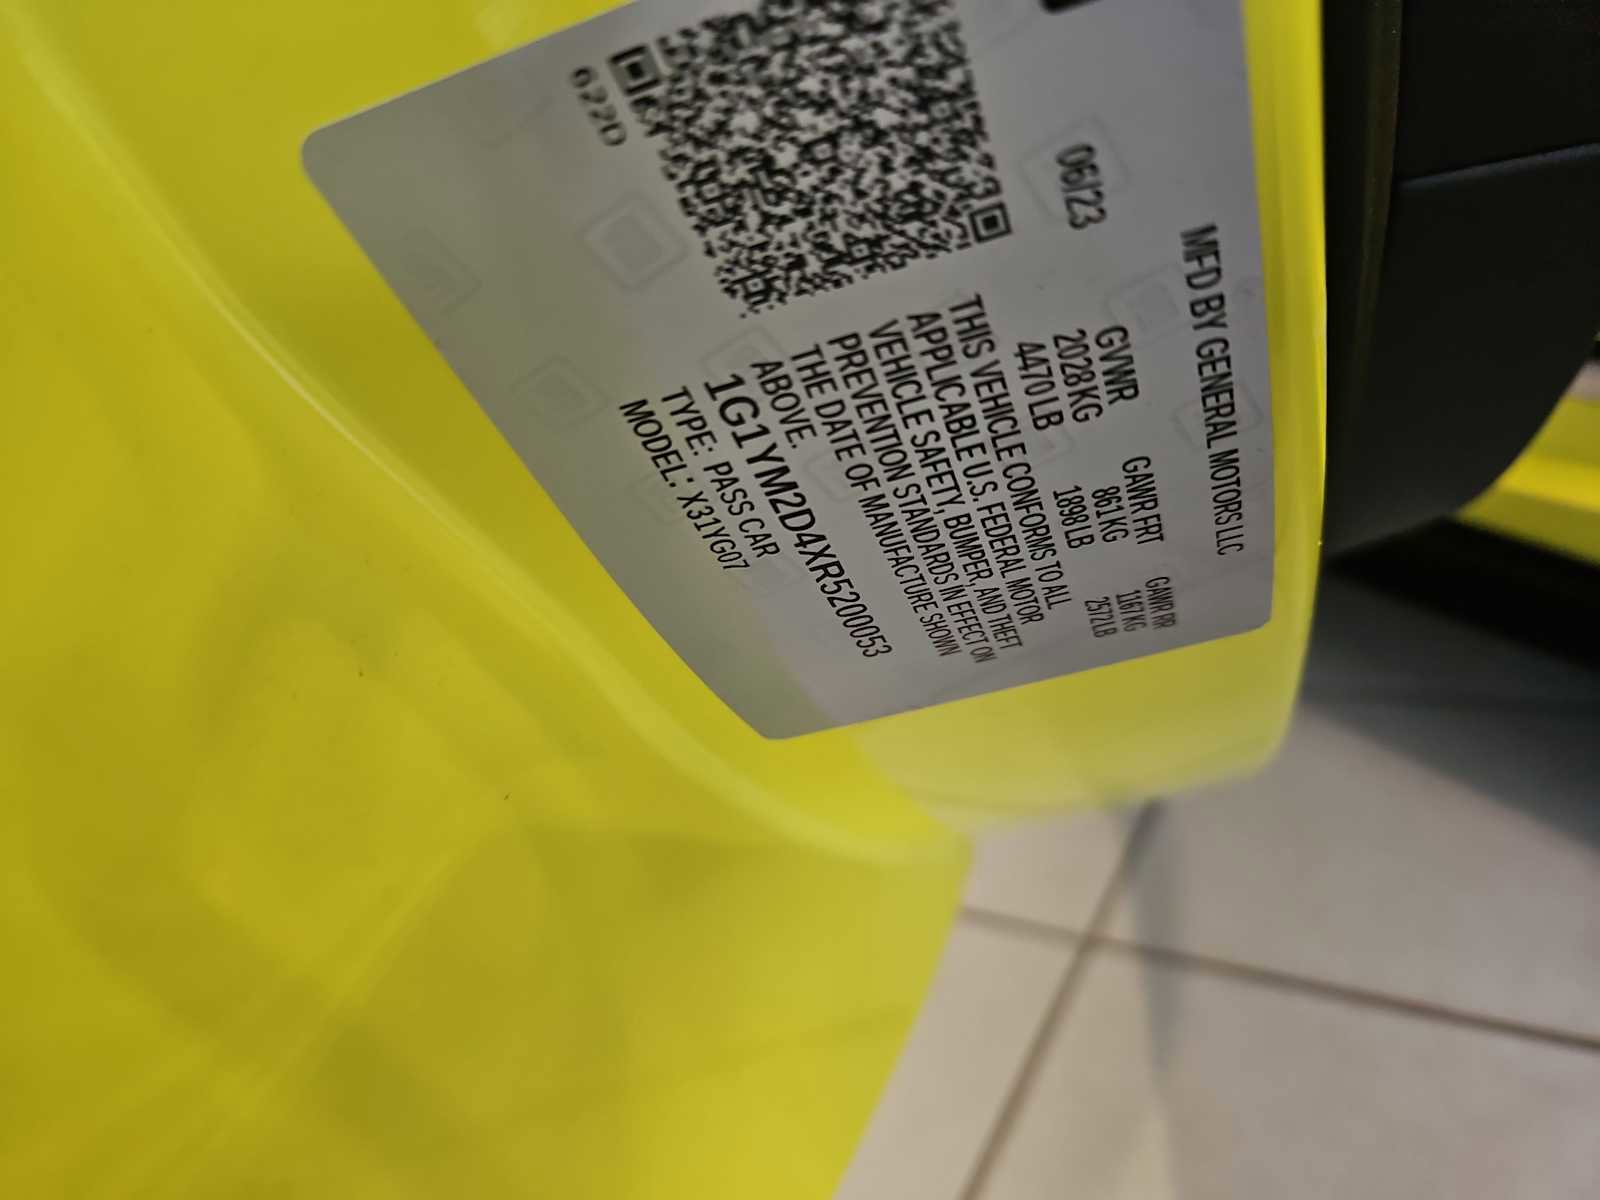 MFD BY GENERAL MOTORS LLC
06/23
GVWR GAWR FRT GAWR RR
2028 KG 861 KG 1167 KG
4470 LB 1898 LB 2572 LB
THIS VEHICLE CONFORMS TO ALL
APPLICABLE U.S. FEDERAL MOTOR
VEHICLE SAFETY, BUMPER, AND THEFT
PREVENTION STANDARDS IN EFFECT ON
THE DATE OF MANUFACTURE SHOWN
ABOVE.
1G1YM2D4XR5200053
TYPE: PASS CAR
MODEL: X31YG07
622D